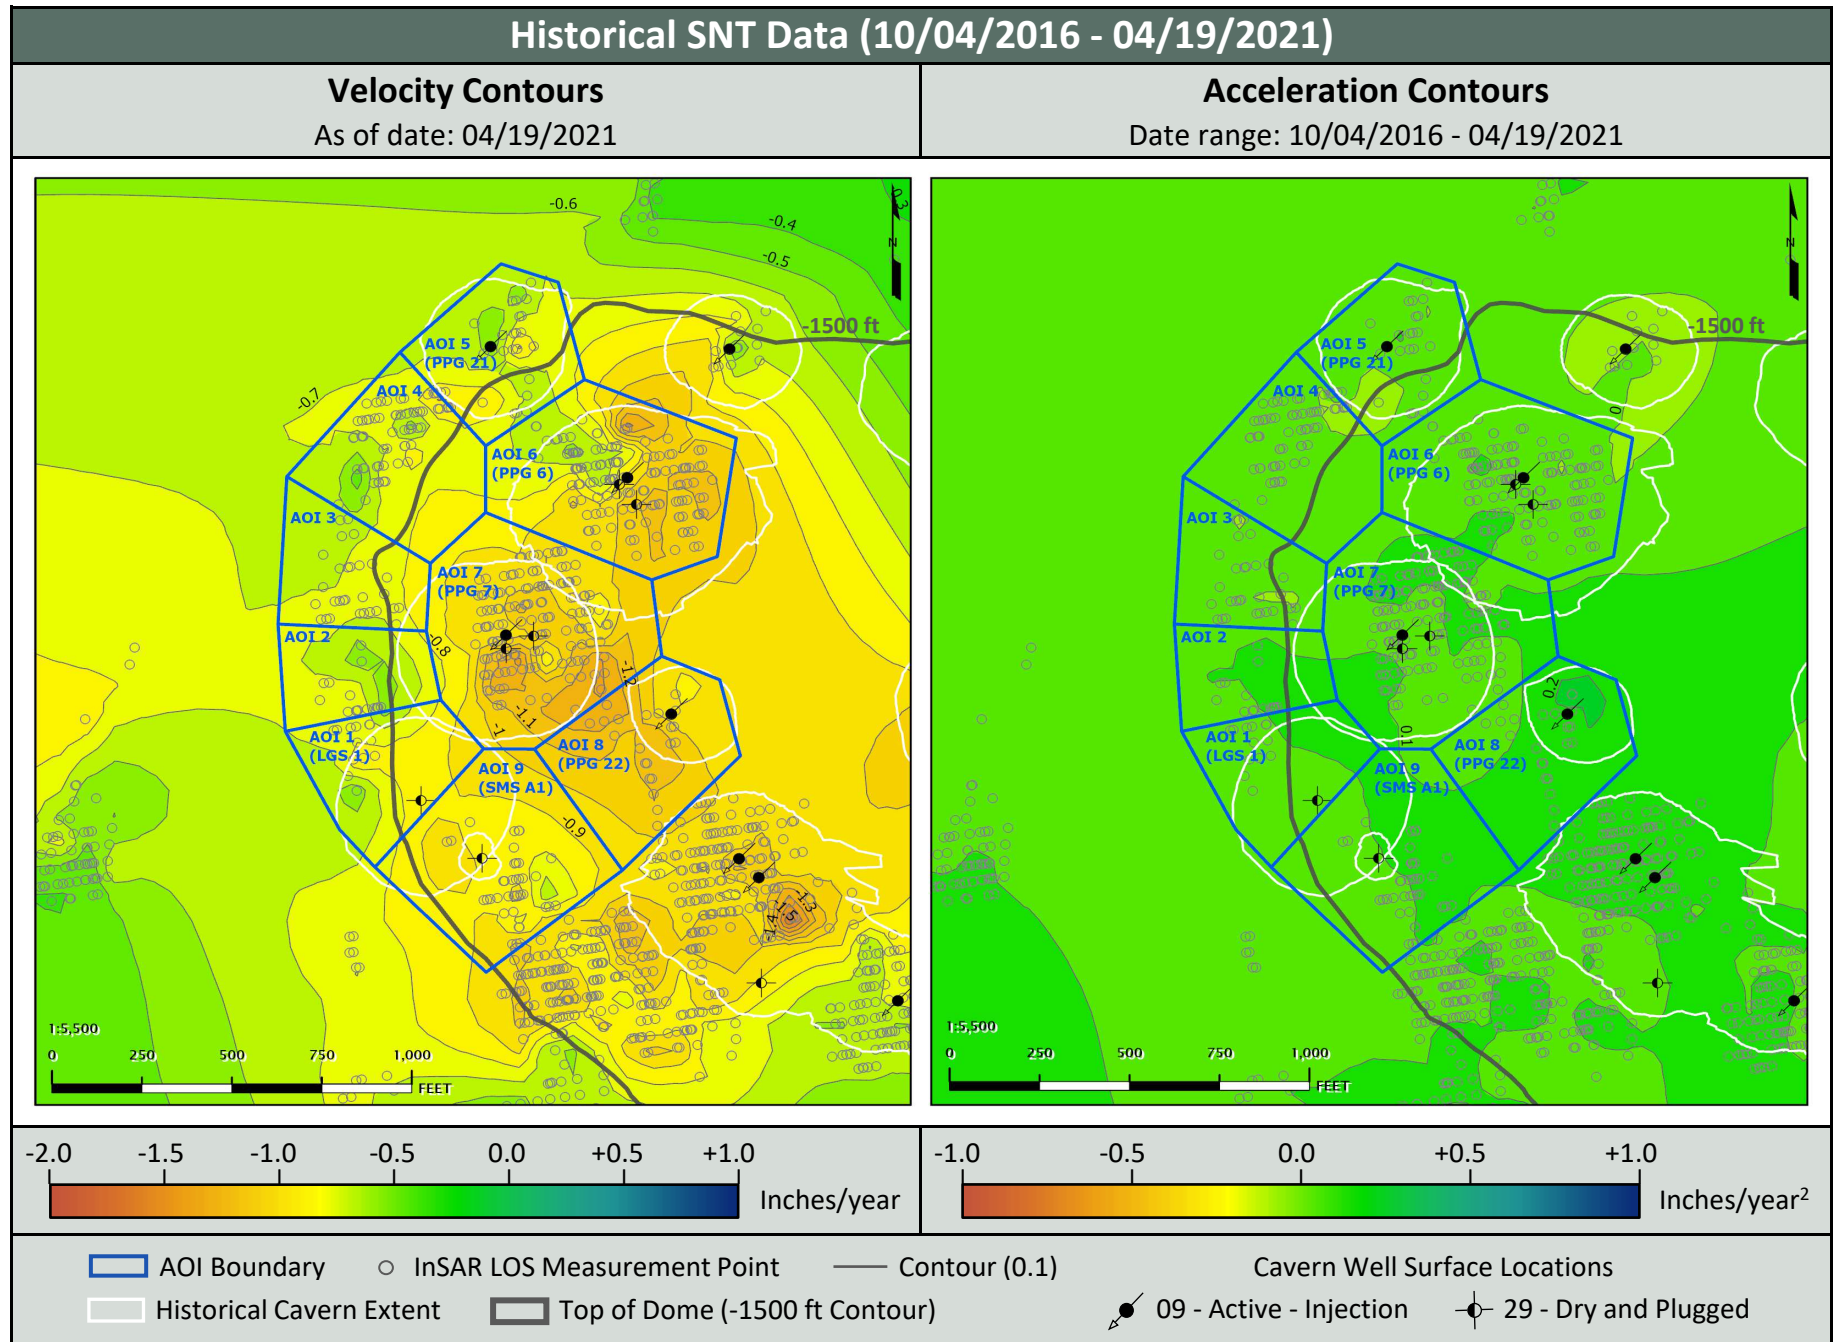 Historical SNT Data (10/04/2016 - 04/19/2021)
Velocity Contours
As of date: 04/19/2021
Acceleration Contours
Date range: 10/04/2016 - 04/19/2021
-0.6
-0.3
-0.4
-0.5
N
-1500 ft
AOI 5
(PPG 21)
AOI 4
-0.7
AOI 6
(PPG 6)
AOI 3
AOI 7
(PPG 7)
AOI 2
-0.8
-1.2
-1.1
-1
AOI 1
(LGS 1)
AOI 8
(PPG 22)
AOI 9
(SMS A1)
-0.9
-1.3
-1.5
-1.4
1:5,500
0 250 500 750 1,000
FEET
N
-1500 ft
AOI 5
(PPG 21)
AOI 4
0
AOI 6
(PPG 6)
AOI 3
AOI 7
(PPG 7)
AOI 2
0.2
0.1
AOI 1
(LGS 1)
AOI 8
(PPG 22)
AOI 9
(SMS A1)
1:5,500
0 250 500 750 1,000
FEET
-2.0 -1.5 -1.0 -0.5 0.0 +0.5 +1.0
Inches/year
-1.0 -0.5 0.0 +0.5 +1.0
Inches/year²
AOI Boundary
InSAR LOS Measurement Point
Contour (0.1)
Cavern Well Surface Locations
Historical Cavern Extent
Top of Dome (-1500 ft Contour)
09 - Active - Injection
29 - Dry and Plugged